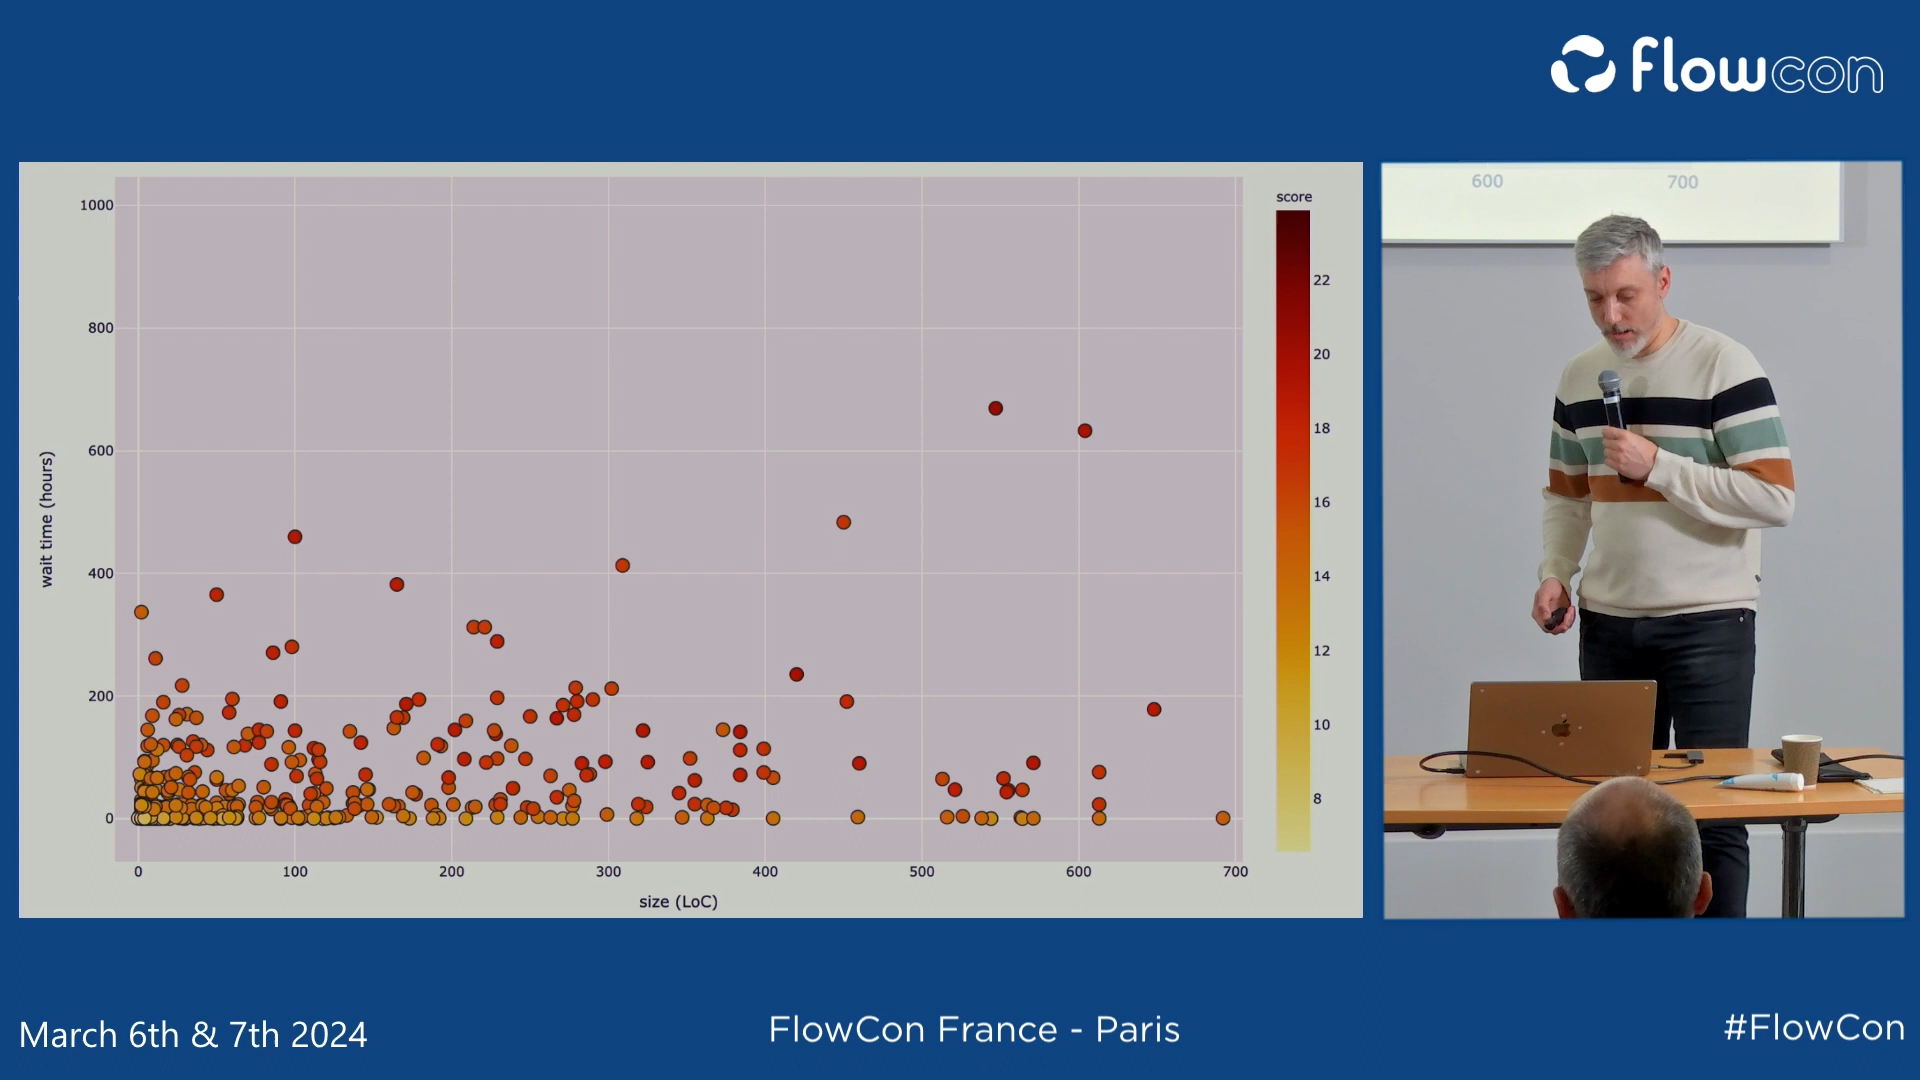 flowcon
1000
800
600
400
200
0
wait time (hours)
0 100 200 300 400 500 600 700
size (LoC)
score
22
20
18
16
14
12
10
8
600 700
March 6th & 7th 2024
FlowCon France - Paris
#FlowCon